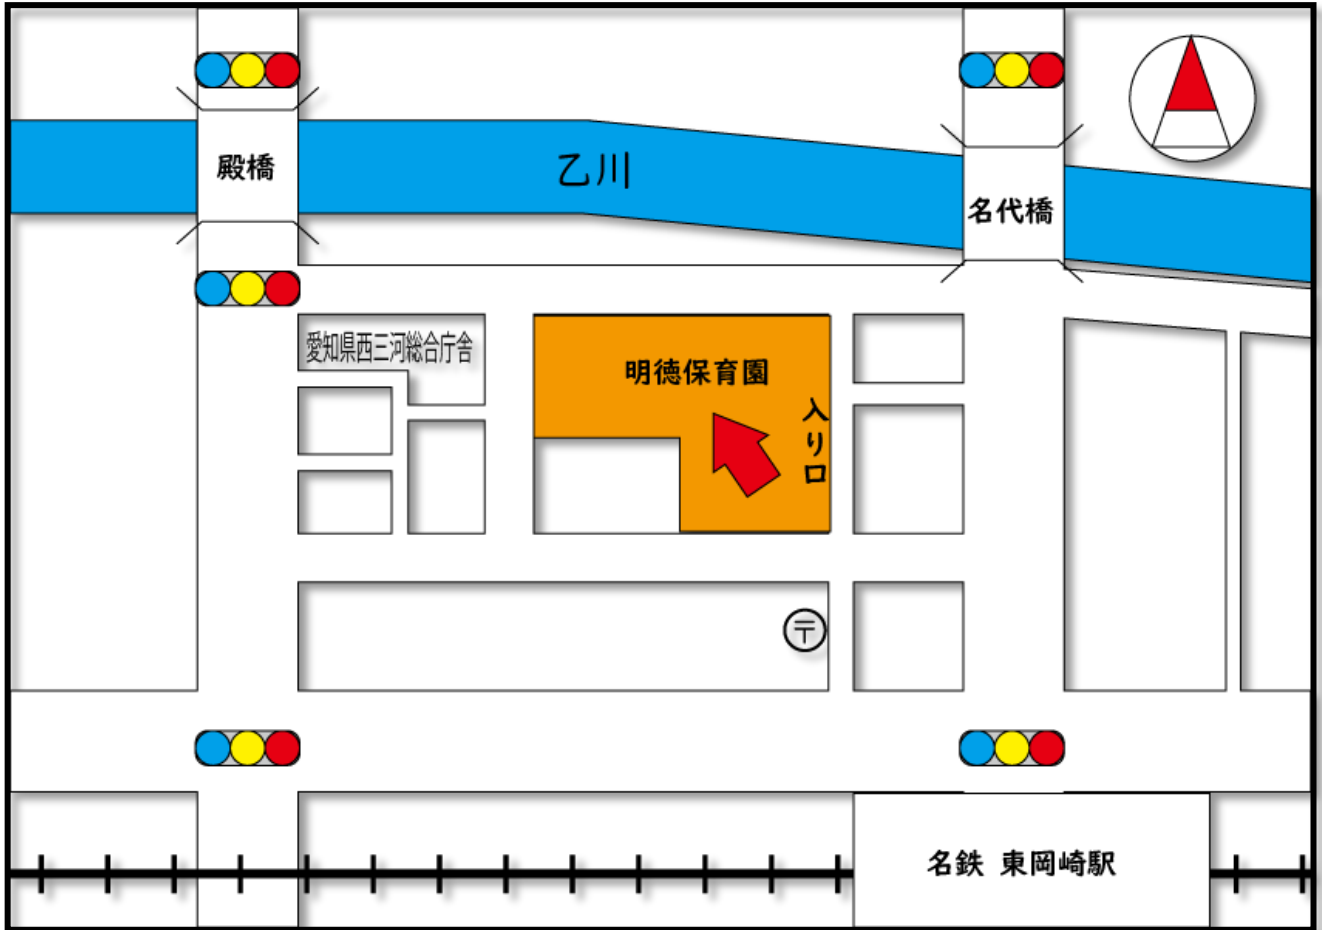 殿橋
乙川
名代橋
愛知県西三河総合庁舎
明徳保育園
入り口
〒
名鉄 東岡崎駅